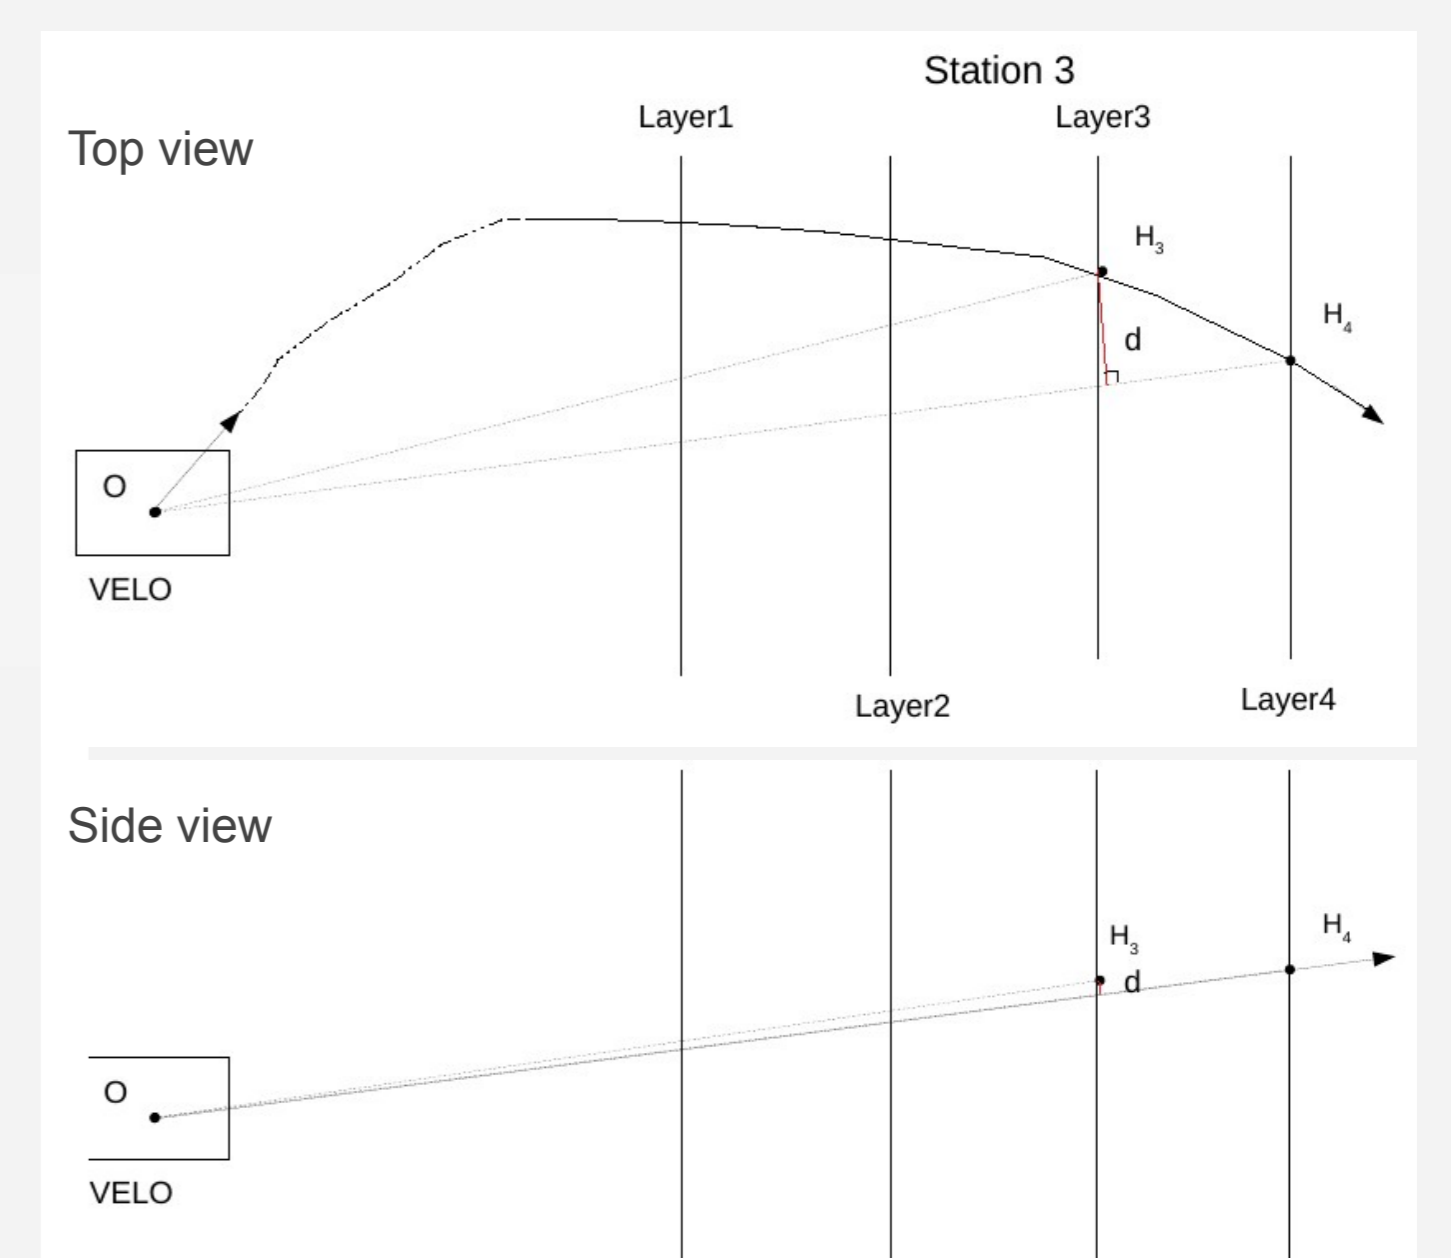 Station 3
Layer1
Layer3
Top view
H3
H4
d
O
VELO
Layer2
Layer4
Side view
H4
H3
d
O
VELO